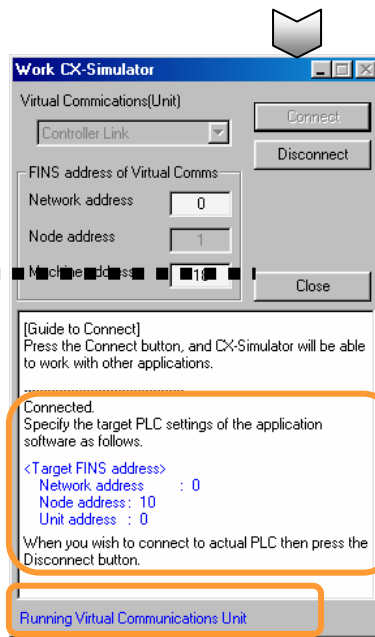 Work CX-Simulator
Virtual Commications(Unit)
Controller Link
Connect
Disconnect
FINS address of Virtual Comms
Network address 0
Node address 1
Close
[Guide to Connect]
Press the Connect button, and CX-Simulator will be able
to work with other applications.
----------------------------------------
Connected.
Specify the target PLC settings of the application
software as follows.
<Target FINS address>
Network address : 0
Node address : 10
Unit address : 0
When you wish to connect to actual PLC then press the
Disconnect button.
Running Virtual Communications Unit